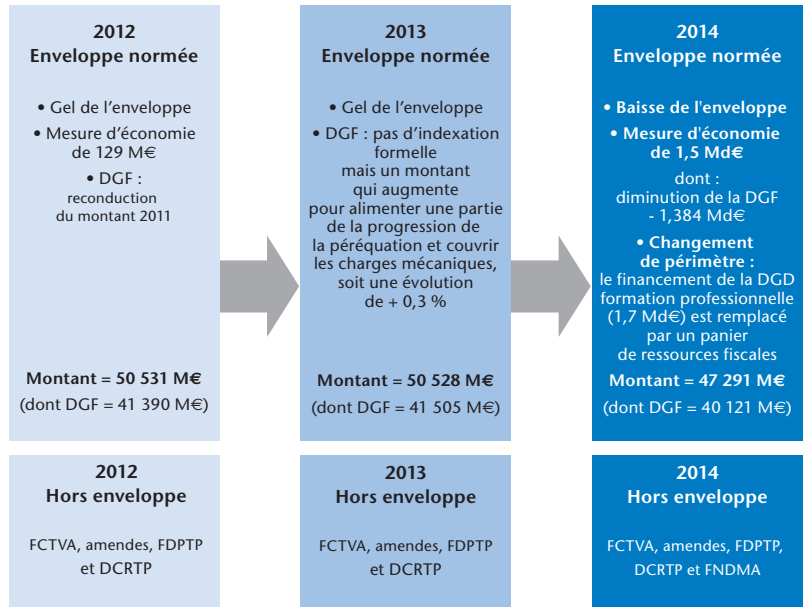 2012
Enveloppe normée
• Gel de l’enveloppe
• Mesure d’économie
de 129 M€
• DGF :
reconduction
du montant 2011
Montant = 50 531 M€
(dont DGF = 41 390 M€)
2013
Enveloppe normée
• Gel de l’enveloppe
• DGF : pas d’indexation
formelle
mais un montant
qui augmente
pour alimenter une partie
de la progression de
la péréquation et couvrir
les charges mécaniques,
soit une évolution
de + 0,3 %
Montant = 50 528 M€
(dont DGF = 41 505 M€)
2014
Enveloppe normée
• Baisse de l'enveloppe
• Mesure d'économie
de 1,5 Md€
dont :
diminution de la DGF
- 1,384 Md€
• Changement
de périmètre :
le financement de la DGD
formation professionnelle
(1,7 Md€) est remplacé
par un panier
de ressources fiscales
Montant = 47 291 M€
(dont DGF = 40 121 M€)
2012
Hors enveloppe
FCTVA, amendes, FDPTP
et DCRTP
2013
Hors enveloppe
FCTVA, amendes, FDPTP
et DCRTP
2014
Hors enveloppe
FCTVA, amendes, FDPTP,
DCRTP et FNDMA